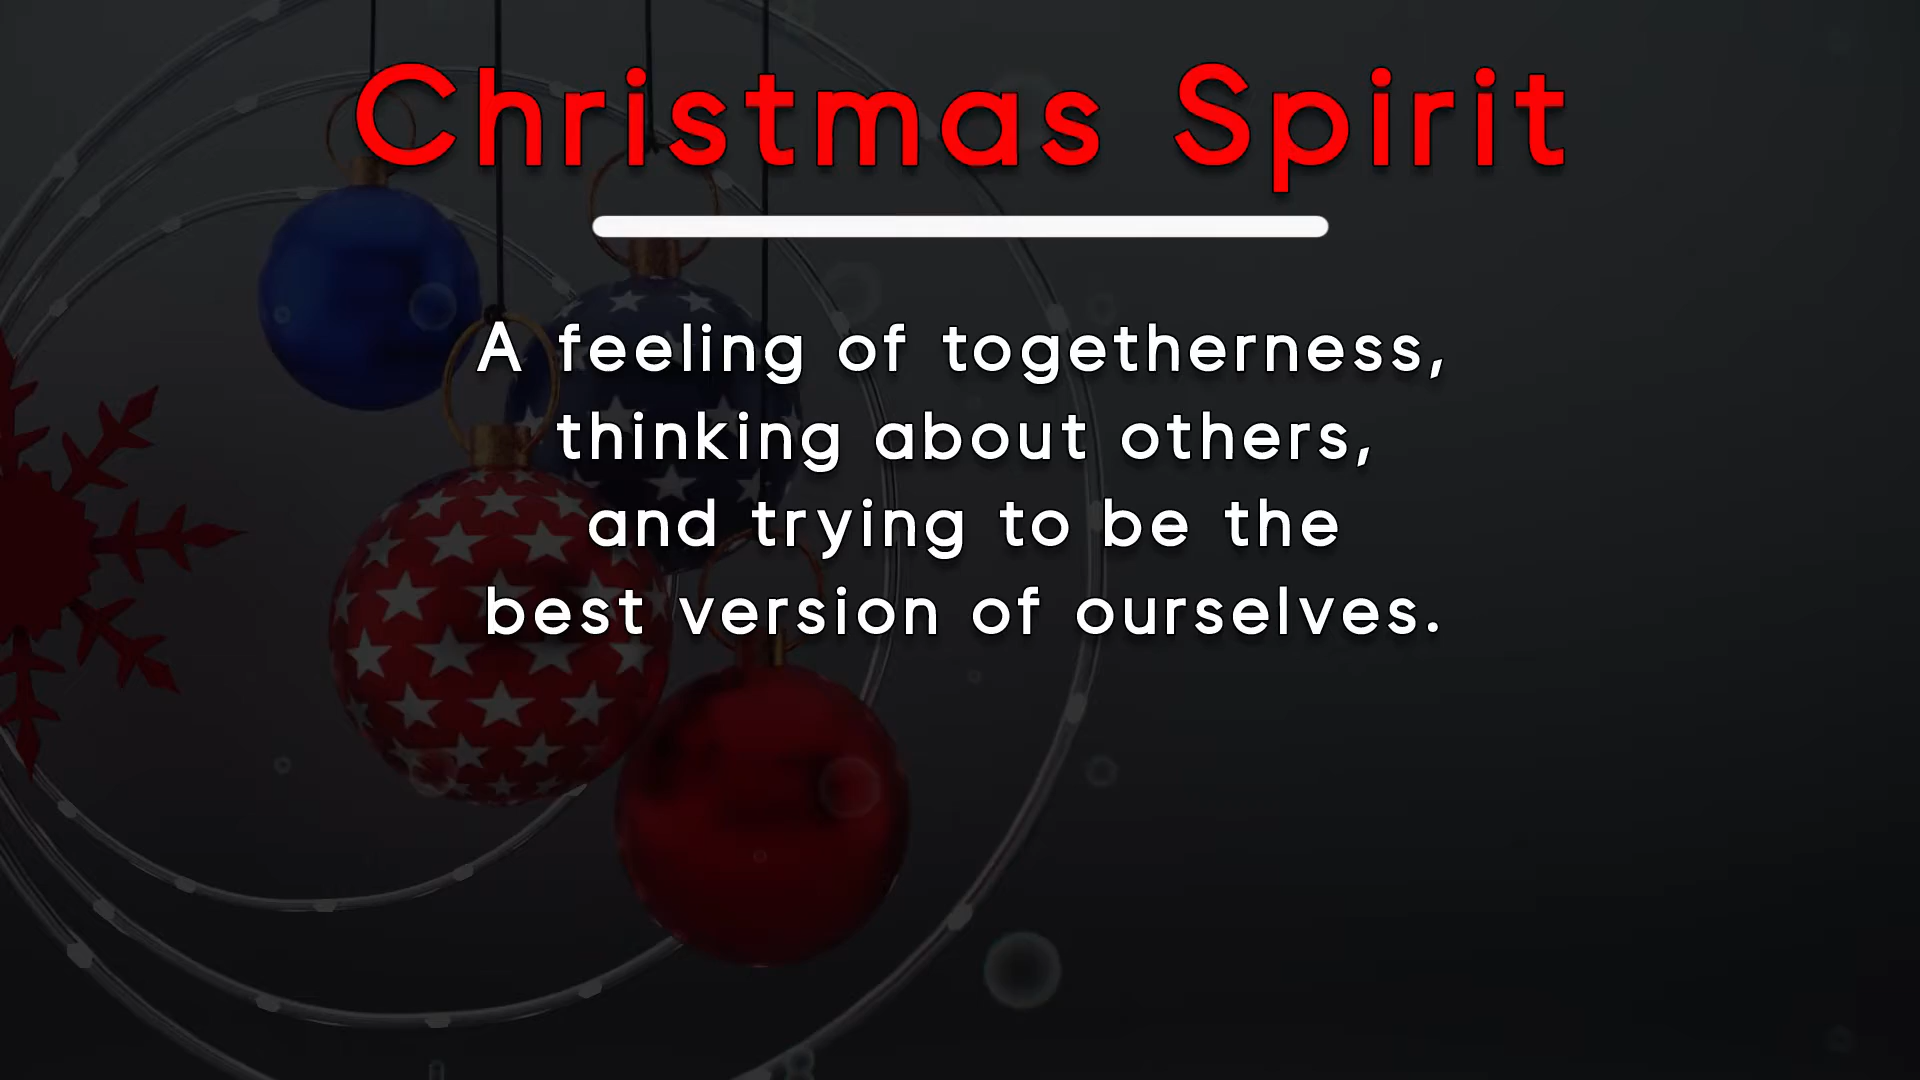 Christmas Spirit
A feeling of togetherness,
thinking about others,
and trying to be the
best version of ourselves.